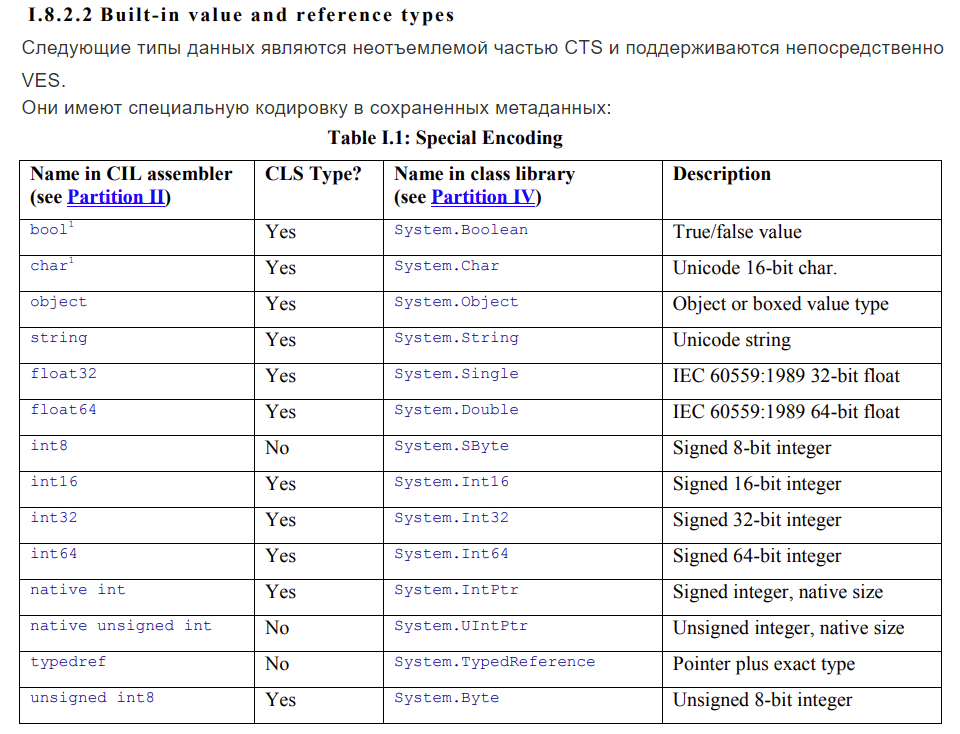 I.8.2.2 Built-in value and reference types
Следующие типы данных являются неотъемлемой частью CTS и поддерживаются непосредственно
VES.
Они имеют специальную кодировку в сохраненных метаданных:
Table I.1: Special Encoding
Name in CIL assembler (see Partition II) CLS Type? Name in class library (see Partition IV) Description
bool¹ Yes System.Boolean True/false value
char¹ Yes System.Char Unicode 16-bit char.
object Yes System.Object Object or boxed value type
string Yes System.String Unicode string
float32 Yes System.Single IEC 60559:1989 32-bit float
float64 Yes System.Double IEC 60559:1989 64-bit float
int8 No System.SByte Signed 8-bit integer
int16 Yes System.Int16 Signed 16-bit integer
int32 Yes System.Int32 Signed 32-bit integer
int64 Yes System.Int64 Signed 64-bit integer
native int Yes System.IntPtr Signed integer, native size
native unsigned int No System.UIntPtr Unsigned integer, native size
typedref No System.TypedReference Pointer plus exact type
unsigned int8 Yes System.Byte Unsigned 8-bit integer